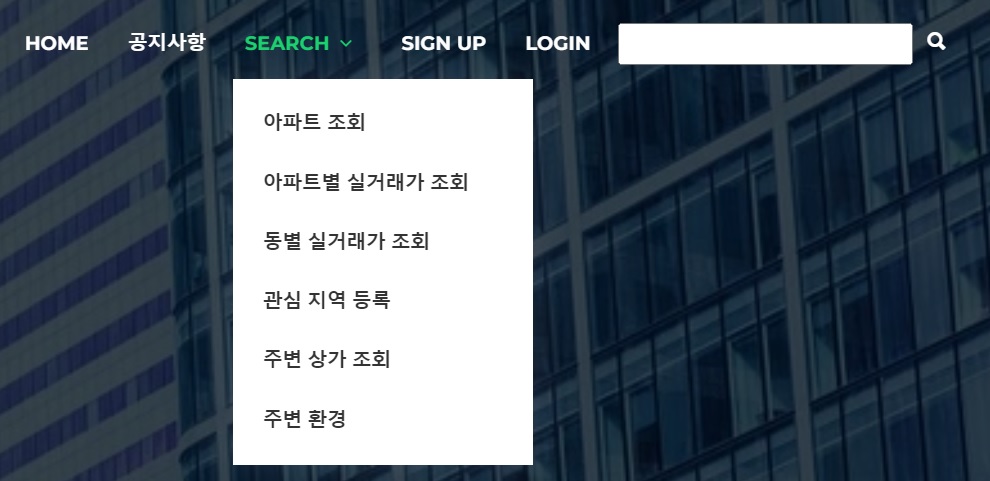 HOME 공지사항 SEARCH SIGN UP LOGIN
아파트 조회
아파트별 실거래가 조회
동별 실거래가 조회
관심 지역 등록
주변 상가 조회
주변 환경